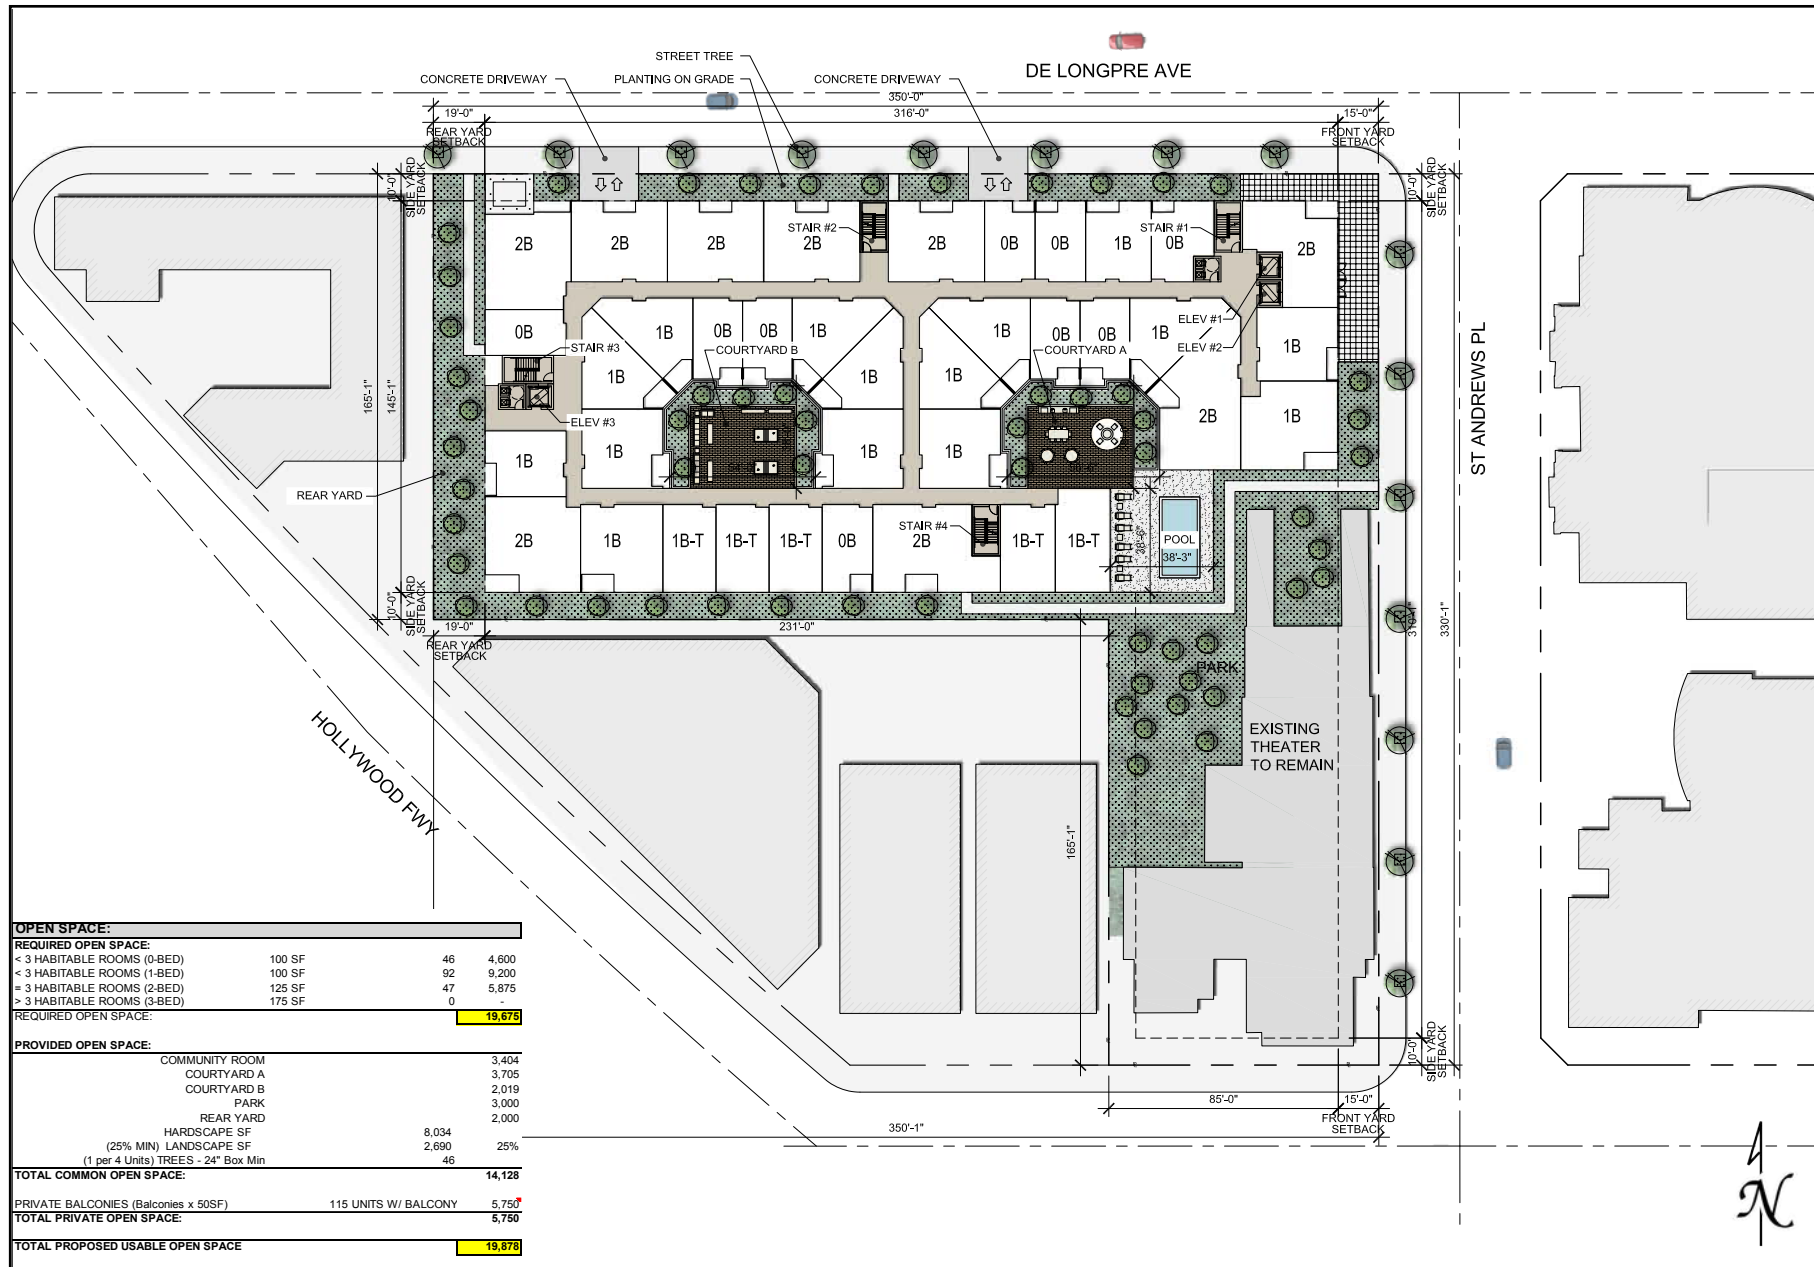 STREET TREE
CONCRETE DRIVEWAY
PLANTING ON GRADE
CONCRETE DRIVEWAY
DE LONGPRE AVE
350'-0"
19'-0"
316'-0"
15'-0"
REAR YARD
SETBACK
FRONT YARD
SETBACK
10'-0"
SIDE YARD
SETBACK
10'-0"
SIDE YARD
SETBACK
STAIR #2
STAIR #1
2B
2B
2B
2B
2B
0B
0B
1B
0B
2B
ELEV #1
ELEV #2
0B
1B
0B
0B
1B
1B
0B
0B
1B
1B
STAIR #3
COURTYARD B
COURTYARD A
1B
1B
1B
165'-1"
145'-1"
ELEV #3
2B
1B
1B
1B
1B
1B
1B
REAR YARD
ST ANDREWS PL
STAIR #4
2B
1B
1B-T
1B-T
1B-T
0B
2B
1B-T
1B-T
38'-6"
POOL
38'-3"
10'-0"
SIDE YARD
SETBACK
19'-0"
231'-0"
REAR YARD
SETBACK
310'-1"
330'-1"
PARK
HOLLYWOOD FWY
EXISTING
THEATER
TO REMAIN
165'-1"
10'-0"
SIDE YARD
SETBACK
85'-0"
15'-0"
FRONT YARD
SETBACK
350'-1"
OPEN SPACE:
REQUIRED OPEN SPACE:
< 3 HABITABLE ROOMS (0-BED) 100 SF 46 4,600
< 3 HABITABLE ROOMS (1-BED) 100 SF 92 9,200
= 3 HABITABLE ROOMS (2-BED) 125 SF 47 5,875
> 3 HABITABLE ROOMS (3-BED) 175 SF 0 -
REQUIRED OPEN SPACE: 19,675
PROVIDED OPEN SPACE:
COMMUNITY ROOM 3,404
COURTYARD A 3,705
COURTYARD B 2,019
PARK 3,000
REAR YARD 2,000
HARDSCAPE SF 8,034
(25% MIN) LANDSCAPE SF 2,690 25%
(1 per 4 Units) TREES - 24" Box Min 46
TOTAL COMMON OPEN SPACE: 14,128
PRIVATE BALCONIES (Balconies x 50SF) 115 UNITS W/ BALCONY 5,750
TOTAL PRIVATE OPEN SPACE: 5,750
TOTAL PROPOSED USABLE OPEN SPACE 19,878
N